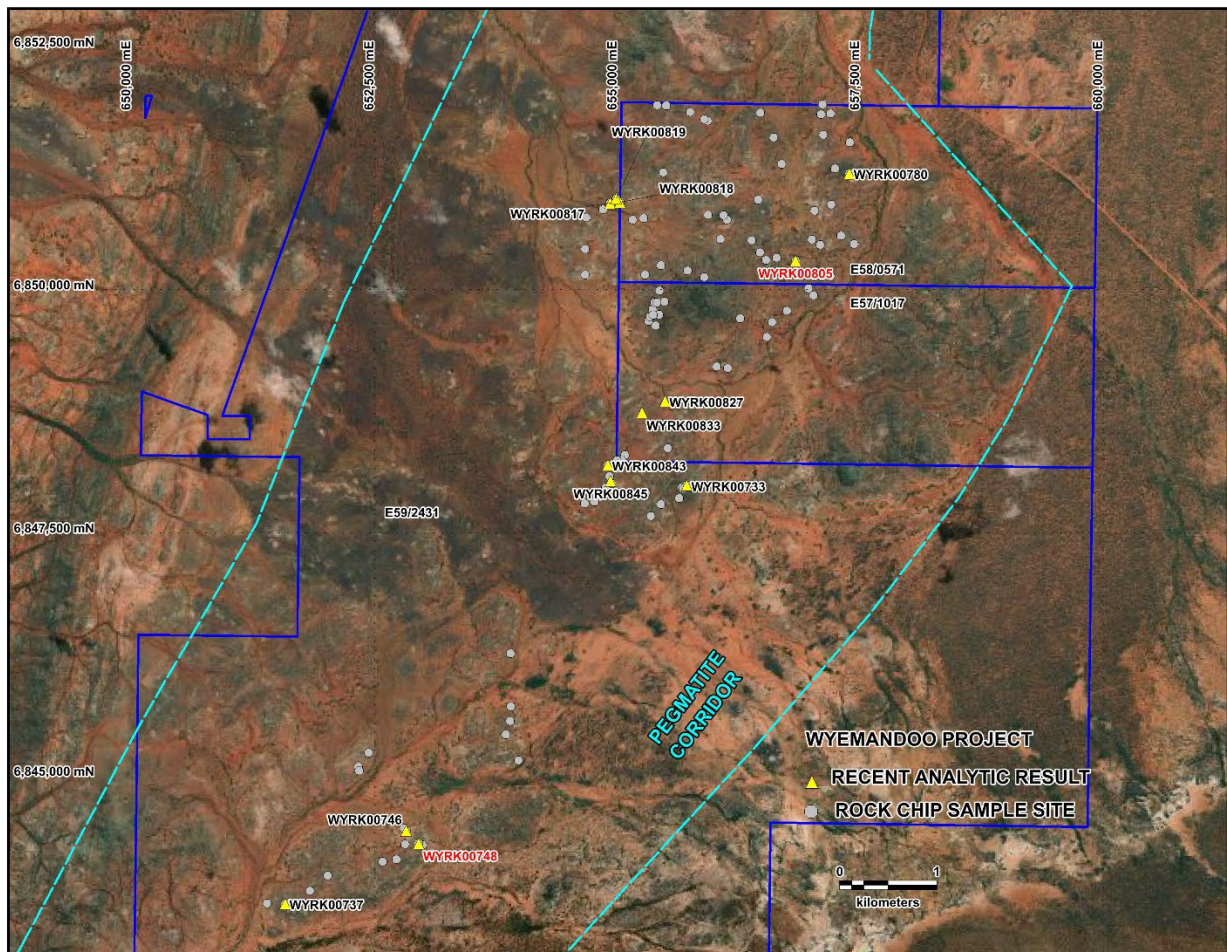 6,852,500 mN
650,000 mE
652,500 mE
655,000 mE
657,500 mE
660,000 mE
WYRK00819
WYRK00818
WYRK00780
WYRK00817
WYRK00805
E58/0571
6,850,000 mN
E57/1017
WYRK00827
WYRK00833
WYRK00843
WYRK00845
WYRK00733
E59/2431
6,847,500 mN
PEGMATITE
CORRIDOR
WYEMANDOO PROJECT
6,845,000 mN
RECENT ANALYTIC RESULT
ROCK CHIP SAMPLE SITE
WYRK00746
WYRK00748
0 1
kilometers
WYRK00737